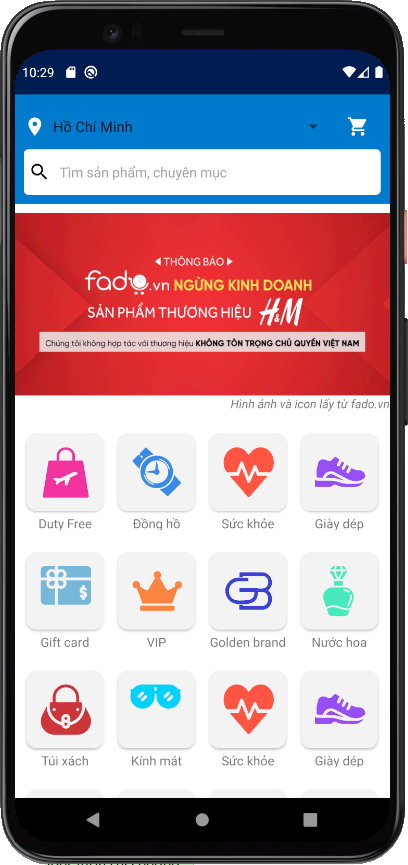 10:29
Hồ Chí Minh
Tìm sản phẩm, chuyên mục
THÔNG BÁO
fado.vn NGỪNG KINH DOANH
SẢN PHẨM THƯƠNG HIỆU H&M
Chúng tôi không hợp tác với thương hiệu KHÔNG TÔN TRỌNG CHỦ QUYỀN VIỆT NAM
Hình ảnh và icon lấy từ fado.vn
Duty Free Đồng hồ Sức khỏe Giày dép
$
GB
Gift card VIP Golden brand Nước hoa
Túi xách Kính mát Sức khỏe Giày dép